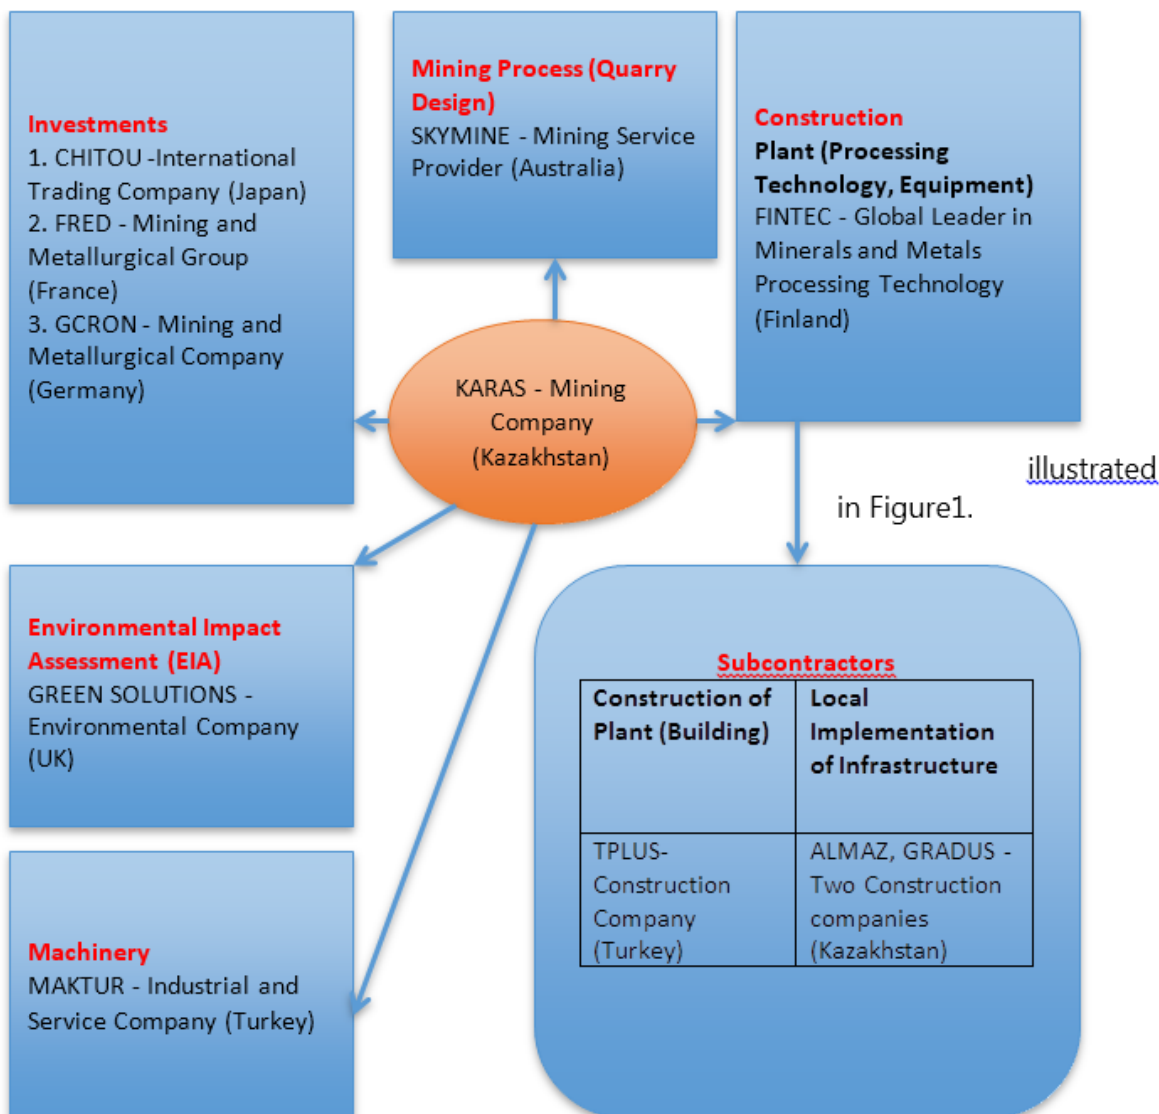 Investments
1. CHITOU -International
Trading Company (Japan)
2. FRED - Mining and
Metallurgical Group
(France)
3. GCRON - Mining and
Metallurgical Company
(Germany)
Mining Process (Quarry
Design)
SKYMINE - Mining Service
Provider (Australia)
Construction
Plant (Processing
Technology, Equipment)
FINTEC - Global Leader in
Minerals and Metals
Processing Technology
(Finland)
KARAS - Mining
Company
(Kazakhstan)
illustrated
in Figure1.
Environmental Impact
Assessment (EIA)
GREEN SOLUTIONS -
Environmental Company
(UK)
Machinery
MAKTUR - Industrial and
Service Company (Turkey)
Subcontractors
Construction of
Plant (Building)
Local
Implementation
of Infrastructure
TPLUS-
Construction
Company
(Turkey)
ALMAZ, GRADUS -
Two Construction
companies
(Kazakhstan)